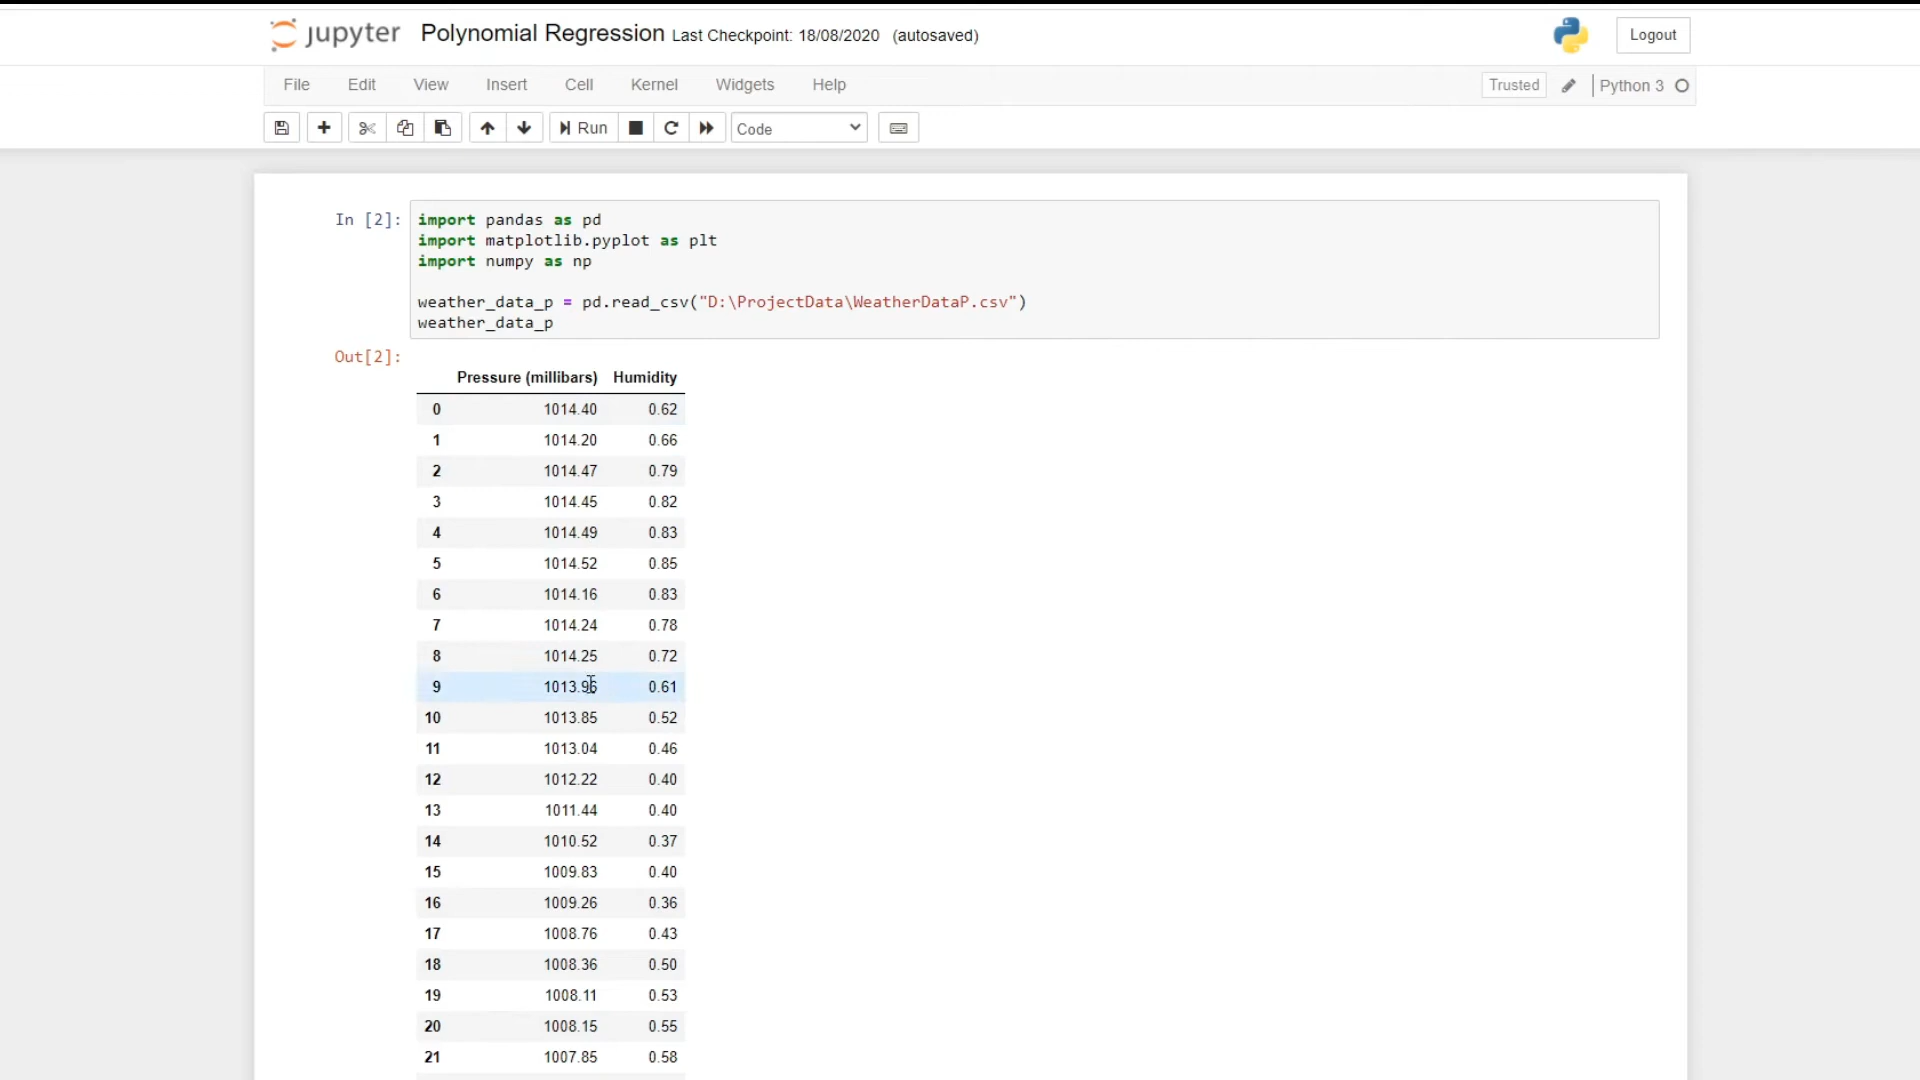 jupyter Polynomial Regression Last Checkpoint: 18/08/2020 (autosaved) Logout
File Edit View Insert Cell Kernel Widgets Help Trusted Python 3
Run Code
In [2]: import pandas as pd
import matplotlib.pyplot as plt
import numpy as np
weather_data_p = pd.read_csv("D:\ProjectData\WeatherDataP.csv")
weather_data_p
Out[2]:
Pressure (millibars) Humidity
0 1014.40 0.62
1 1014.20 0.66
2 1014.47 0.79
3 1014.45 0.82
4 1014.49 0.83
5 1014.52 0.85
6 1014.16 0.83
7 1014.24 0.78
8 1014.25 0.72
9 1013.96 0.61
10 1013.85 0.52
11 1013.04 0.46
12 1012.22 0.40
13 1011.44 0.40
14 1010.52 0.37
15 1009.83 0.40
16 1009.26 0.36
17 1008.76 0.43
18 1008.36 0.50
19 1008.11 0.53
20 1008.15 0.55
21 1007.85 0.58